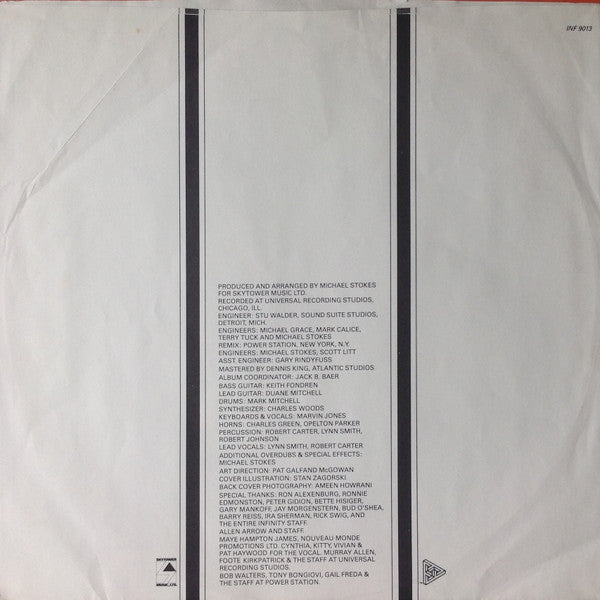 INF 9013
PRODUCED AND ARRANGED BY MICHAEL STOKES
FOR SKYTOWER MUSIC LTD.
RECORDED AT UNIVERSAL RECORDING STUDIOS,
CHICAGO, ILL.
ENGINEER: STU WALDER, SOUND SUITE STUDIOS,
DETROIT, MICH.
ENGINEERS: MICHAEL GRACE, MARK CALICE,
TERRY TUCK AND MICHAEL STOKES
REMIX: POWER STATION, NEW YORK, N.Y.
ENGINEERS: MICHAEL STOKES, SCOTT LITT
ASST. ENGINEER: GARY RINDYFUSS
MASTERED BY DENNIS KING, ATLANTIC STUDIOS
ALBUM COORDINATOR: JACK B. BAER
BASS GUITAR: KEITH FONDREN
LEAD GUITAR: DUANE MITCHELL
DRUMS: MARK MITCHELL
SYNTHESIZER: CHARLES WOODS
KEYBOARDS & VOCALS: MARVIN JONES
HORNS: CHARLES GREEN, OPELTON PARKER
PERCUSSION: ROBERT CARTER, LYNN SMITH,
ROBERT JOHNSON
LEAD VOCALS: LYNN SMITH, ROBERT CARTER
ADDITIONAL OVERDUBS & SPECIAL EFFECTS:
MICHAEL STOKES
ART DIRECTION: PAT GALFAND McGOWAN
COVER ILLUSTRATION: STAN ZAGORSKI
BACK COVER PHOTOGRAPHY: AMEEN HOWRANI
SPECIAL THANKS: RON ALEXENBURG, RONNIE
EDMONSTON, PETER GIDION, BETTE HISIGER,
GARY MANKOFF, JAY MORGENSTERN, BUD O'SHEA,
BARRY REISS, IRA SHERMAN, RICK SWIG, AND
THE ENTIRE INFINITY STAFF.
ALLEN ARROW AND STAFF.
MAYE HAMPTON JAMES, NOUVEAU MONDE
PROMOTIONS LTD. CYNTHIA, KITTY, VIVIAN &
PAT HAYWOOD FOR THE VOCAL. MURRAY ALLEN,
FOOTE KIRKPATRICK & THE STAFF AT UNIVERSAL
RECORDING STUDIOS.
BOB WALTERS, TONY BONGIOVI, GAIL FREDA &
THE STAFF AT POWER STATION.
SKYTOWER
MUSIC, LTD.